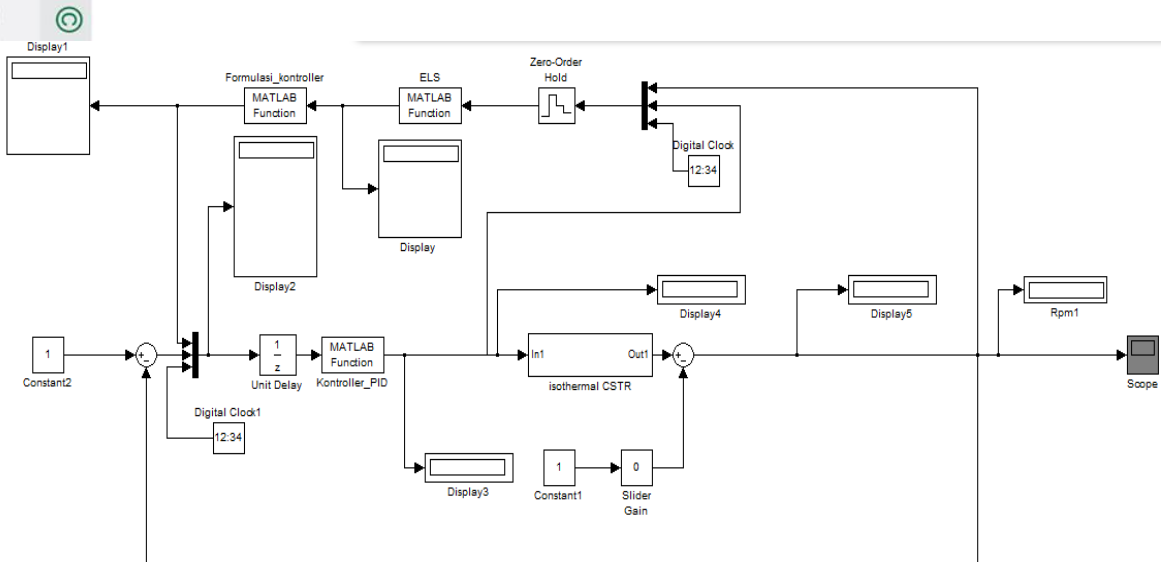 ©
Display1
Formulasi_kontroller
MATLAB
Function
ELS
MATLAB
Function
Zero-Order
Hold
Digital Clock
12:34
Display2
Display
Display4
Display5
Rpm1
1
Constant2
+
−
1
z
Unit Delay
MATLAB
Function
Kontroller_PID
In1
Out1
isothermal CSTR
+
−
Scope
Digital Clock1
12:34
Display3
1
Constant1
0
Slider
Gain